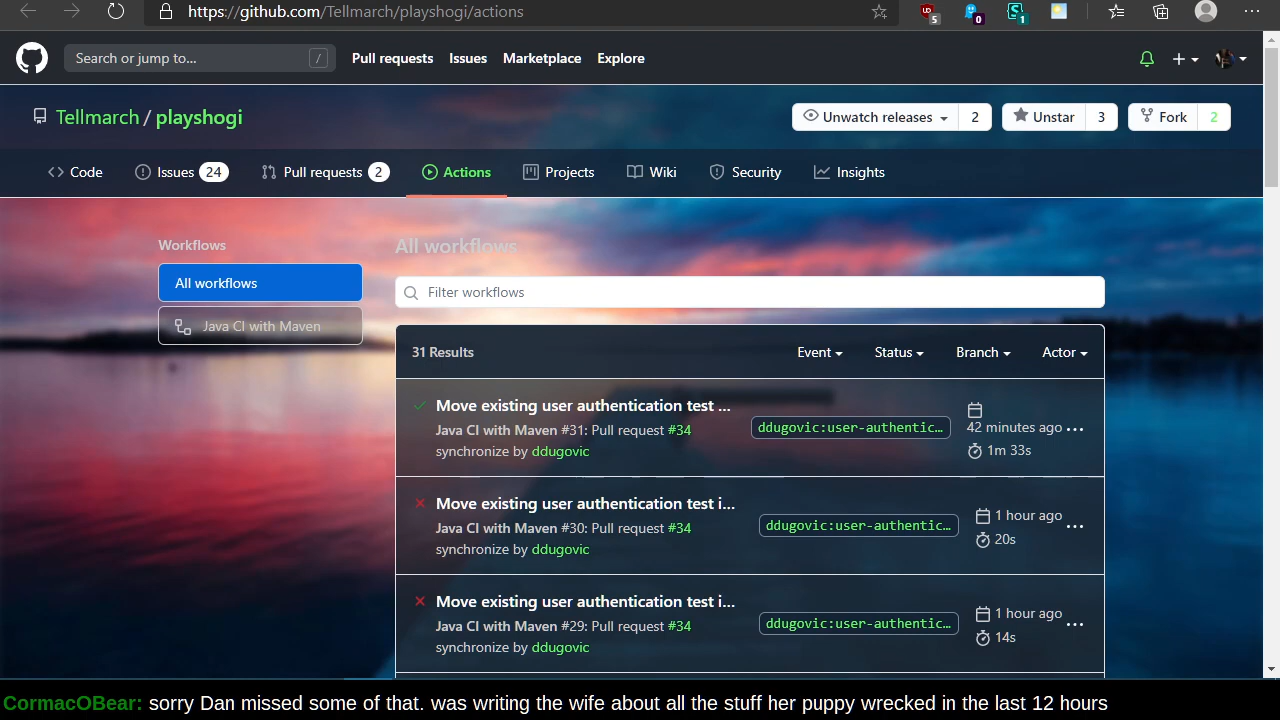 https://github.com/Tellmarch/playshogi/actions
5
0
1
Search or jump to...
/
Pull requests
Issues
Marketplace
Explore
Tellmarch / playshogi
Unwatch releases
2
Unstar
3
Fork
2
Code
Issues 24
Pull requests 2
Actions
Projects
Wiki
Security
Insights
Workflows
All workflows
Java CI with Maven
All workflows
Filter workflows
31 Results
Event
Status
Branch
Actor
Move existing user authentication test ...
Java CI with Maven #31: Pull request #34
synchronize by ddugovic
ddugovic:user-authentic…
42 minutes ago
1m 33s
Move existing user authentication test i...
Java CI with Maven #30: Pull request #34
synchronize by ddugovic
ddugovic:user-authentic…
1 hour ago
20s
Move existing user authentication test i...
Java CI with Maven #29: Pull request #34
synchronize by ddugovic
ddugovic:user-authentic…
1 hour ago
14s
CormacOBear: sorry Dan missed some of that. was writing the wife about all the stuff her puppy wrecked in the last 12 hours